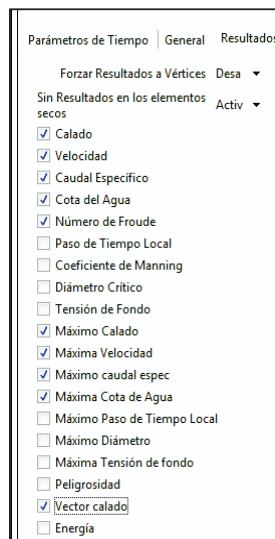 Parámetros de Tiempo General Resultados
Forzar Resultados a Vértices Desa
Sin Resultados en los elementos
secos Activ
Calado
Velocidad
Caudal Específico
Cota del Agua
Número de Froude
Paso de Tiempo Local
Coeficiente de Manning
Diámetro Crítico
Tensión de Fondo
Máximo Calado
Máxima Velocidad
Máximo caudal espec
Máxima Cota de Agua
Máximo Paso de Tiempo Local
Máximo Diámetro
Máxima Tensión de fondo
Peligrosidad
Vector calado
Energía